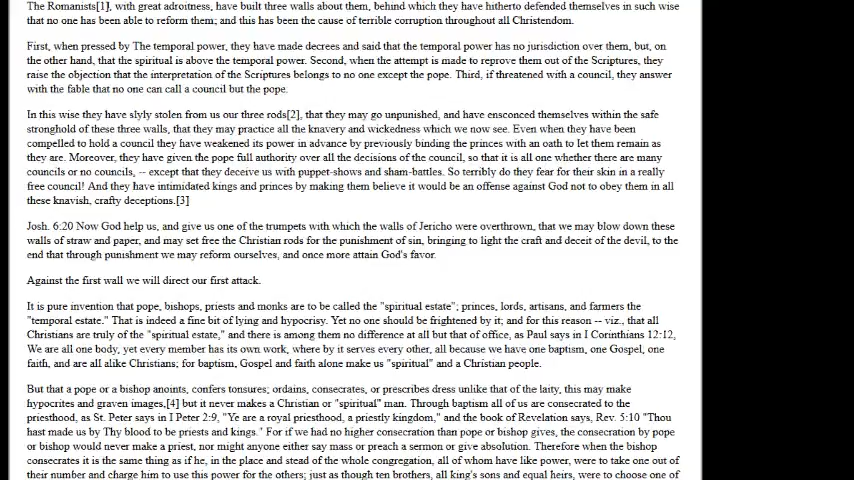 The Romanists[1], with great adroitness, have built three walls about them, behind which they have hitherto defended themselves in such wise
that no one has been able to reform them; and this has been the cause of terrible corruption throughout all Christendom.
First, when pressed by The temporal power, they have made decrees and said that the temporal power has no jurisdiction over them, but, on
the other hand, that the spiritual is above the temporal power. Second, when the attempt is made to reprove them out of the Scriptures, they
raise the objection that the interpretation of the Scriptures belongs to no one except the pope. Third, if threatened with a council, they answer
with the fable that no one can call a council but the pope.
In this wise they have slyly stolen from us our three rods[2], that they may go unpunished, and have ensconced themselves within the safe
stronghold of these three walls, that they may practice all the knavery and wickedness which we now see. Even when they have been
compelled to hold a council they have weakened its power in advance by previously binding the princes with an oath to let them remain as
they are. Moreover, they have given the pope full authority over all the decisions of the council, so that it is all one whether there are many
councils or no councils, -- except that they deceive us with puppet-shows and sham-battles. So terribly do they fear for their skin in a really
free council! And they have intimidated kings and princes by making them believe it would be an offense against God not to obey them in all
these knavish, crafty deceptions.[3]
Josh. 6:20 Now God help us, and give us one of the trumpets with which the walls of Jericho were overthrown, that we may blow down these
walls of straw and paper, and may set free the Christian rods for the punishment of sin, bringing to light the craft and deceit of the devil, to the
end that through punishment we may reform ourselves, and once more attain God's favor.
Against the first wall we will direct our first attack.
It is pure invention that pope, bishops, priests and monks are to be called the "spiritual estate"; princes, lords, artisans, and farmers the
"temporal estate." That is indeed a fine bit of lying and hypocrisy. Yet no one should be frightened by it; and for this reason -- viz., that all
Christians are truly of the "spiritual estate," and there is among them no difference at all but that of office, as Paul says in I Corinthians 12:12,
We are all one body, yet every member has its own work, where by it serves every other, all because we have one baptism, one Gospel, one
faith, and are all alike Christians; for baptism, Gospel and faith alone make us "spiritual" and a Christian people.
But that a pope or a bishop anoints, confers tonsures; ordains, consecrates, or prescribes dress unlike that of the laity, this may make
hypocrites and graven images,[4] but it never makes a Christian or "spiritual" man. Through baptism all of us are consecrated to the
priesthood, as St. Peter says in I Peter 2:9, "Ye are a royal priesthood, a priestly kingdom," and the book of Revelation says, Rev. 5:10 "Thou
hast made us by Thy blood to be priests and kings." For if we had no higher consecration than pope or bishop gives, the consecration by pope
or bishop would never make a priest, nor might anyone either say mass or preach a sermon or give absolution. Therefore when the bishop
consecrates it is the same thing as if he, in the place and stead of the whole congregation, all of whom have like power, were to take one out of
their number and charge him to use this power for the others; just as though ten brothers, all king's sons and equal heirs, were to choose one of